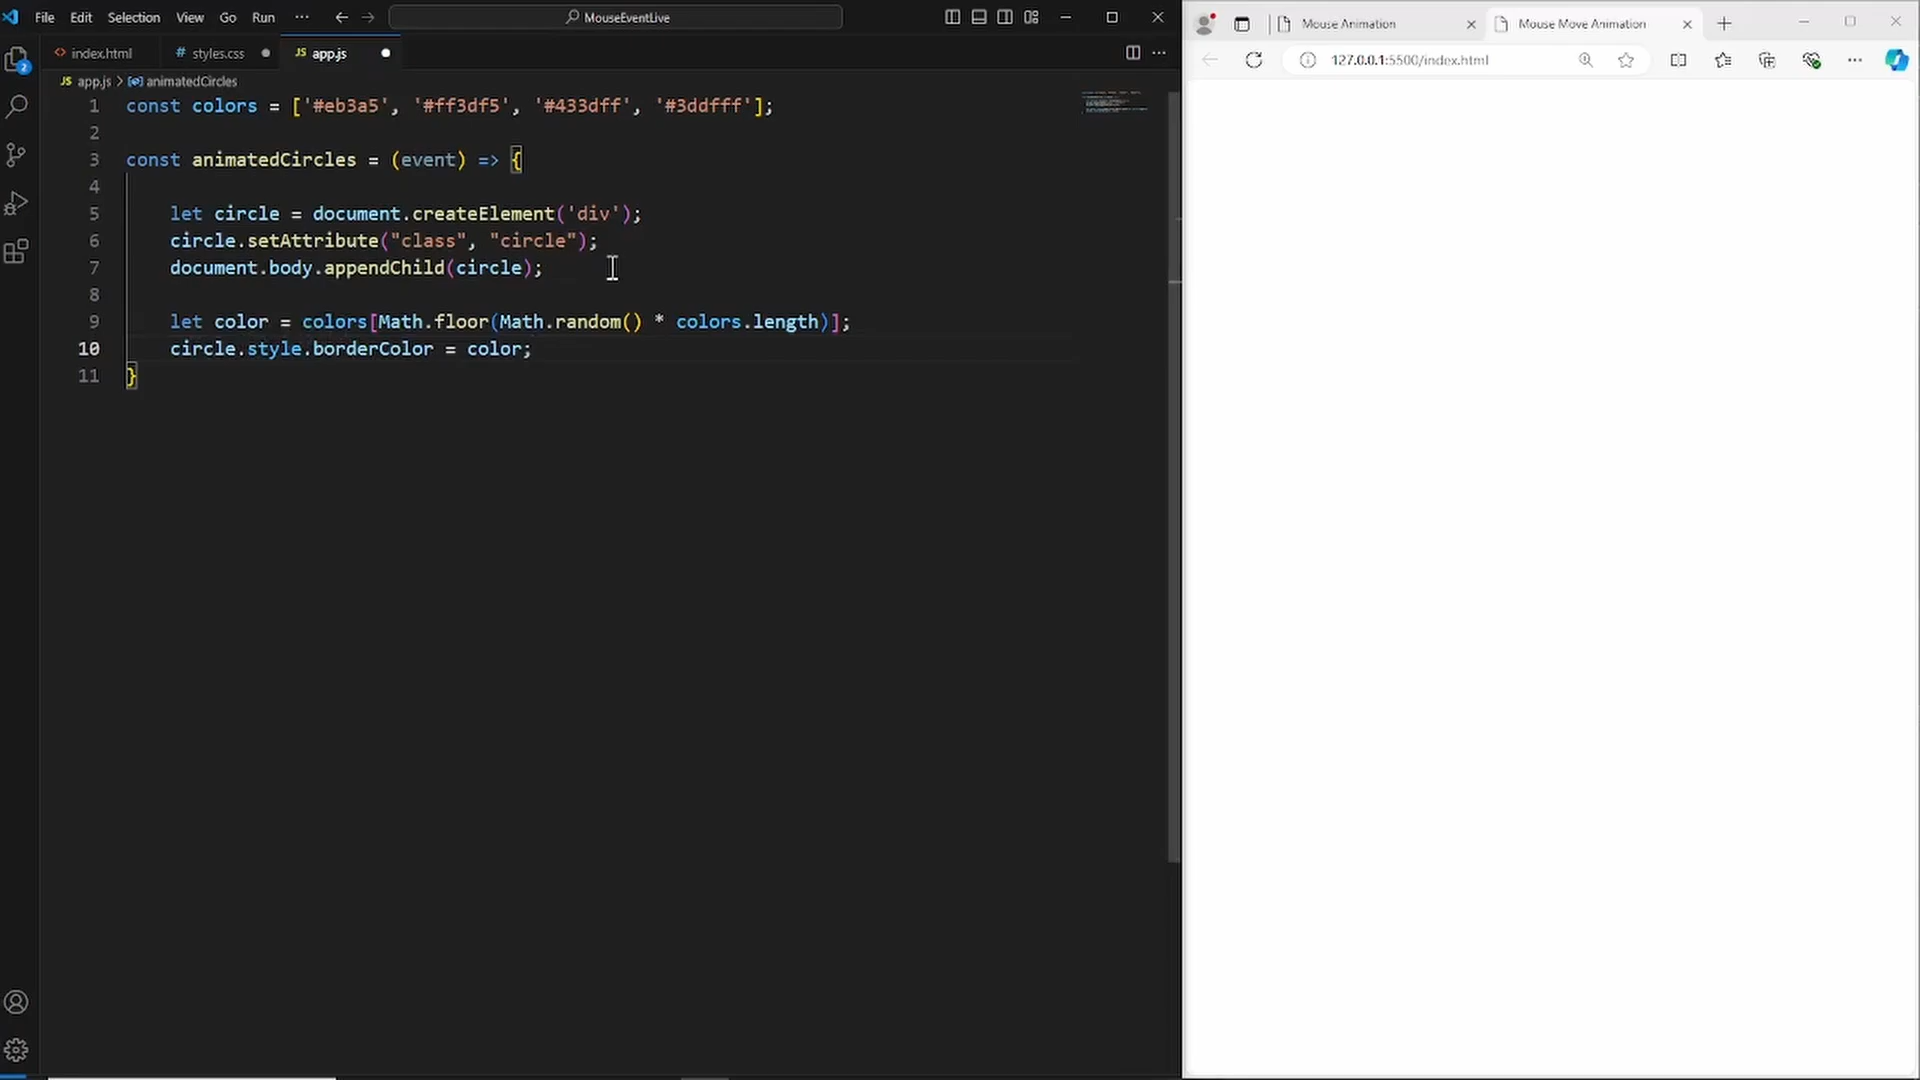 File Edit Selection View Go Run ··· MouseEventLive
Mouse Animation
Mouse Move Animation
127.0.0.1:5500/index.html
<> index.html
# styles.css
JS app.js
JS app.js > animatedCircles
1 const colors = ['#eb3a5', '#ff3df5', '#433dff', '#3ddfff'];
2
3 const animatedCircles = (event) => {
4
5 let circle = document.createElement('div');
6 circle.setAttribute("class", "circle");
7 document.body.appendChild(circle);
8
9 let color = colors[Math.floor(Math.random() * colors.length)];
10 circle.style.borderColor = color;
11 }
2